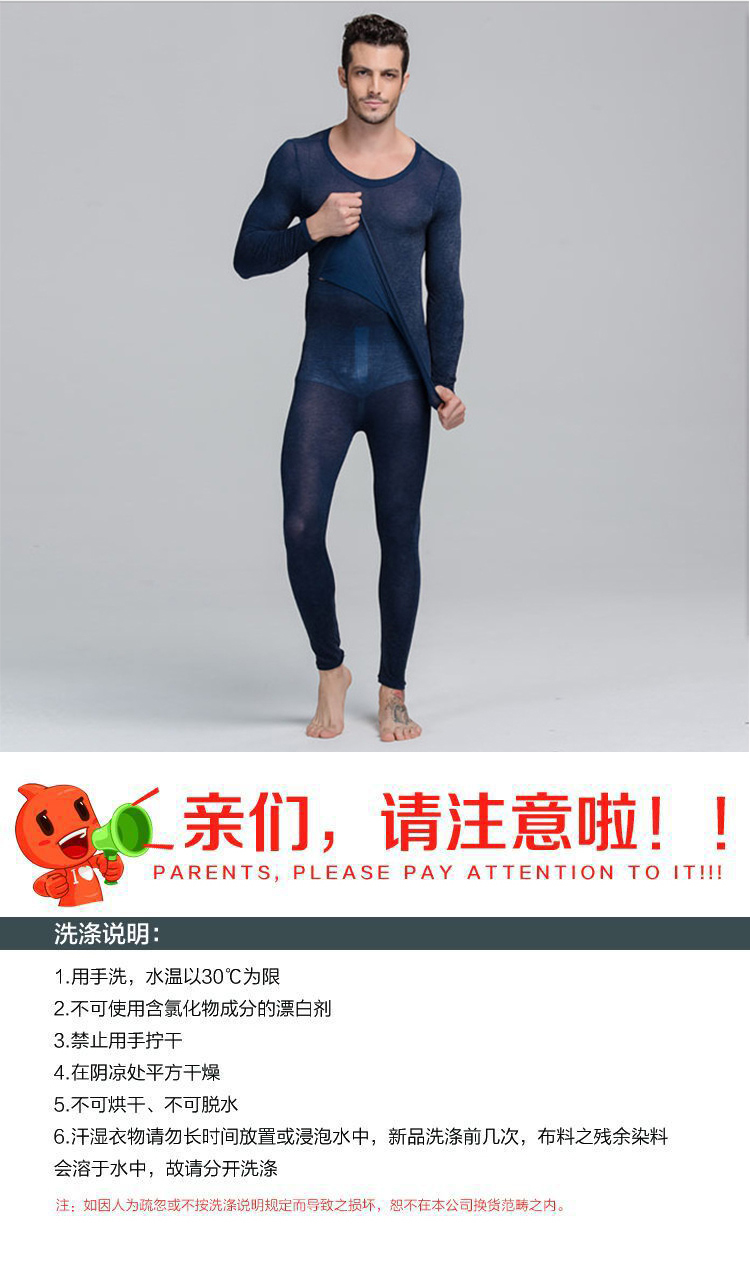 亲们，请注意啦！！
PARENTS, PLEASE PAY ATTENTION TO IT!!!
I
洗涤说明：
1.用手洗，水温以30℃为限
2.不可使用含氯化物成分的漂白剂
3.禁止用手拧干
4.在阴凉处平方干燥
5.不可烘干、不可脱水
6.汗湿衣物请勿长时间放置或浸泡水中，新品洗涤前几次，布料之残余染料
会溶于水中，故请分开洗涤
注：如因人为疏忽或不按洗涤说明规定而导致之损坏，恕不在本公司换货范畴之内。